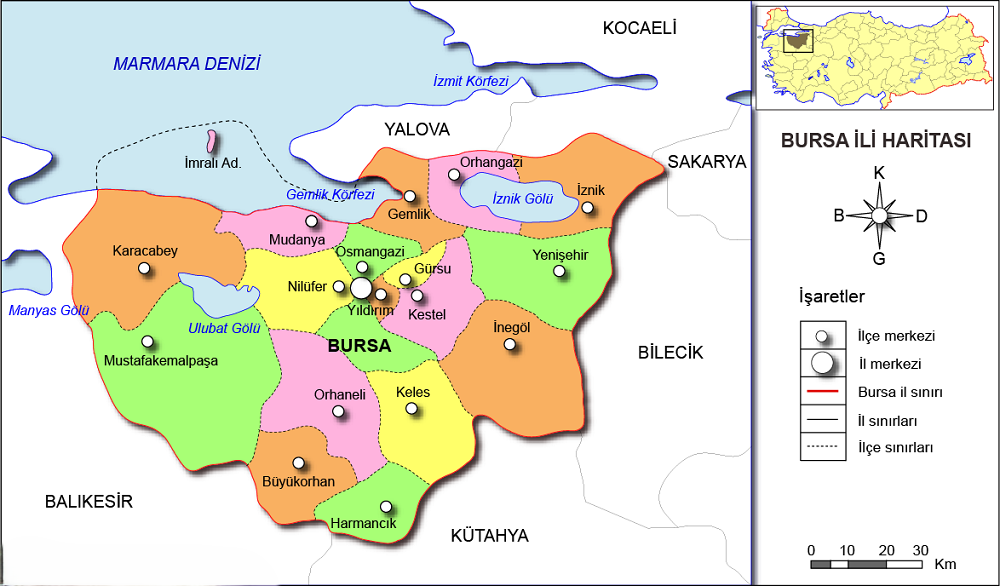 KOCAELİ
MARMARA DENİZİ
İzmit Körfezi
YALOVA
SAKARYA
İmralı Ad.
Orhangazi
Gemlik Körfezi
İznik Gölü
İznik
Gemlik
Mudanya
Karacabey
Osmangazi
Yenişehir
Gürsu
Nilüfer
Yıldırım
Kestel
Manyas Gölü
Ulubat Gölü
İnegöl
BURSA
Mustafakemalpaşa
BİLECİK
Orhaneli
Keles
Büyükorhan
Harmancık
BALIKESİR
KÜTAHYA
BURSA İLİ HARİTASI
K
B
D
G
İşaretler
İlçe merkezi
İl merkezi
Bursa il sınırı
İl sınırları
İlçe sınırları
0 10 20 30
Km